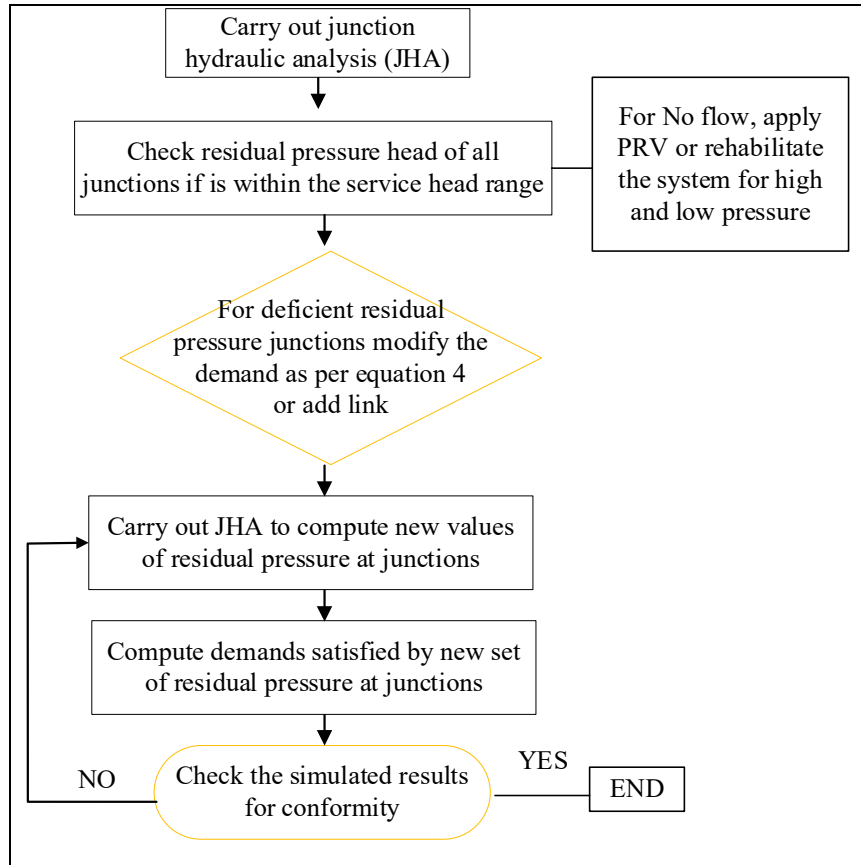 Carry out junction
hydraulic analysis (JHA)
Check residual pressure head of all
junctions if is within the service head range
For No flow, apply
PRV or rehabilitate
the system for high
and low pressure
For deficient residual
pressure junctions modify the
demand as per equation 4
or add link
Carry out JHA to compute new values
of residual pressure at junctions
Compute demands satisfied by new set
of residual pressure at junctions
Check the simulated results
for conformity
NO
YES
END